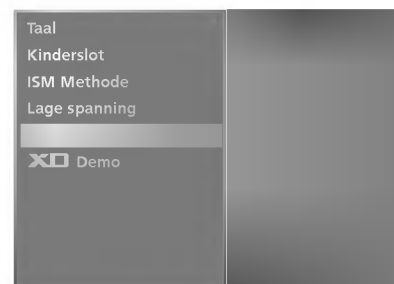 Taal
Kinderslot
ISM Methode
Lage spanning
XD Demo